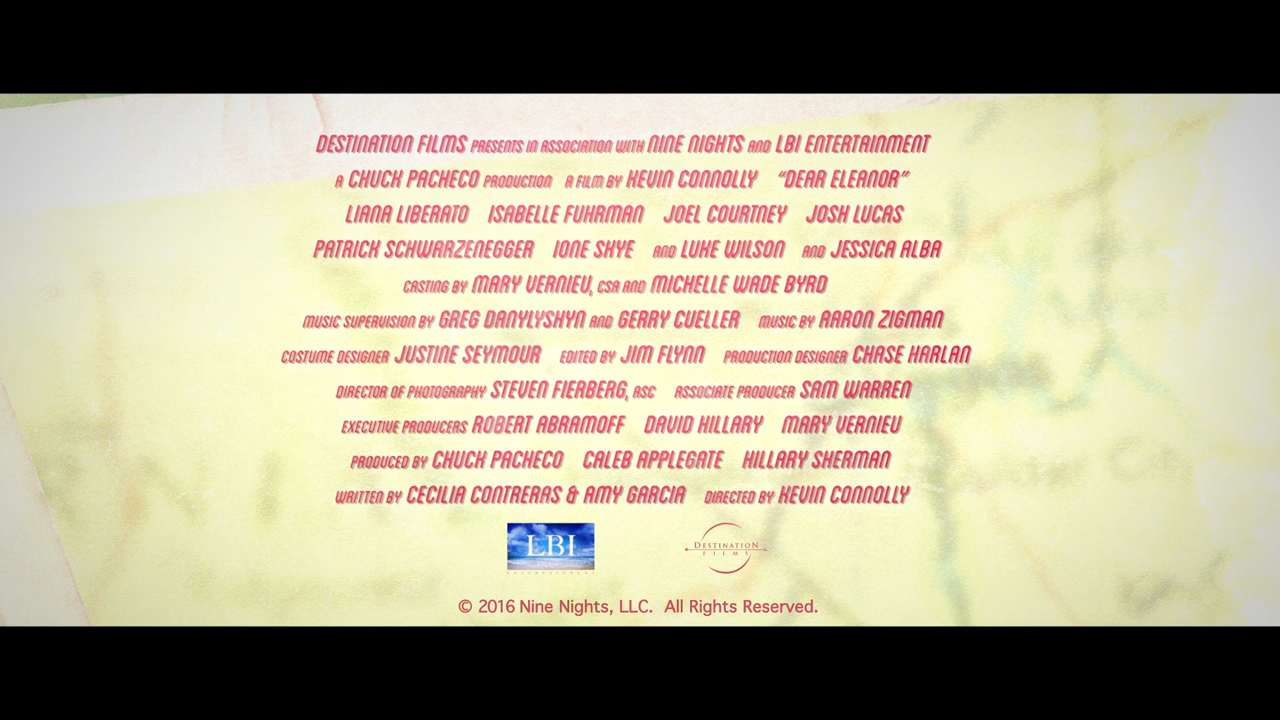 DESTINATION FILMS PRESENTS IN ASSOCIATION WITH NINE NIGHTS AND LBI ENTERTAINMENT
A CHUCK PACHECO PRODUCTION A FILM BY KEVIN CONNOLLY “DEAR ELEANOR”
LIANA LIBERATO ISABELLE FUHRMAN JOEL COURTNEY JOSH LUCAS
PATRICK SCHWARZENEGGER IONE SKYE AND LUKE WILSON AND JESSICA ALBA
CASTING BY MARY VERNIEU, CSA AND MICHELLE WADE BYRD
MUSIC SUPERVISION BY GREG DANYLYSHYN AND GERRY CUELLER MUSIC BY AARON ZIGMAN
COSTUME DESIGNER JUSTINE SEYMOUR EDITED BY JIM FLYNN PRODUCTION DESIGNER CHASE HARLAN
DIRECTOR OF PHOTOGRAPHY STEVEN FIERBERG, ASC ASSOCIATE PRODUCER SAM WARREN
EXECUTIVE PRODUCERS ROBERT ABRAMOFF DAVID HILLARY MARY VERNIEU
PRODUCED BY CHUCK PACHECO CALEB APPLEGATE HILLARY SHERMAN
WRITTEN BY CECILIA CONTRERAS & AMY GARCIA DIRECTED BY KEVIN CONNOLLY
LBI
ENTERTAINMENT
DESTINATION
FILMS
© 2016 Nine Nights, LLC. All Rights Reserved.